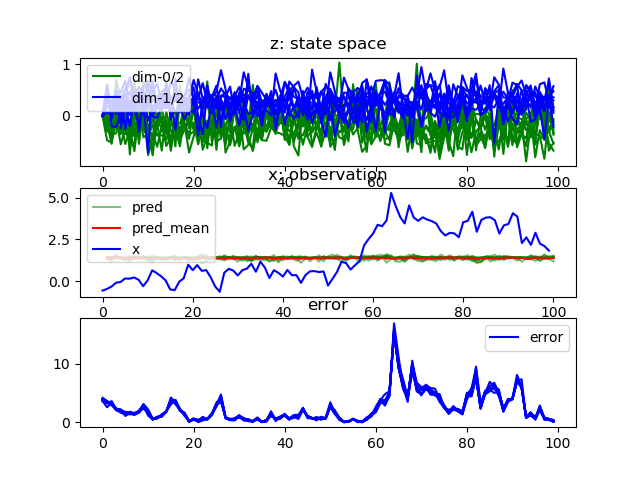 z: state space
1
0
dim-0/2
dim-1/2
0 20 40 60 80 100
x: observation
5.0
2.5
0.0
pred
pred_mean
x
0 20 40 60 80 100
error
10
0
error
0 20 40 60 80 100